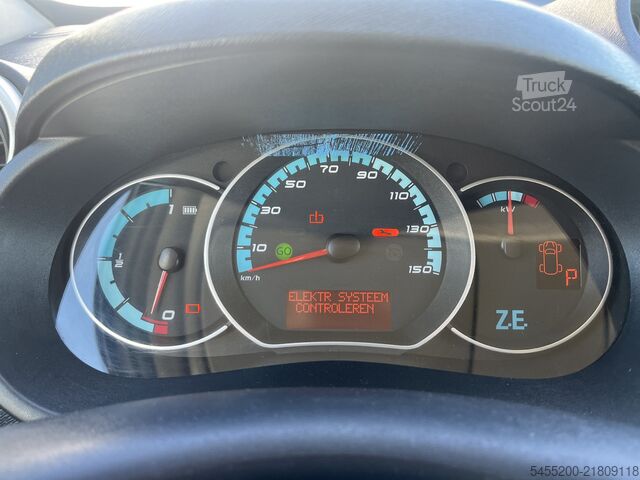 Truck
Scout24
1
1/2
0
10
30
50
70
90
110
130
150
km/h
GO
ELEKTR SYSTEEM
CONTROLEREN
kW
P
Z.E.
5455200-21809118